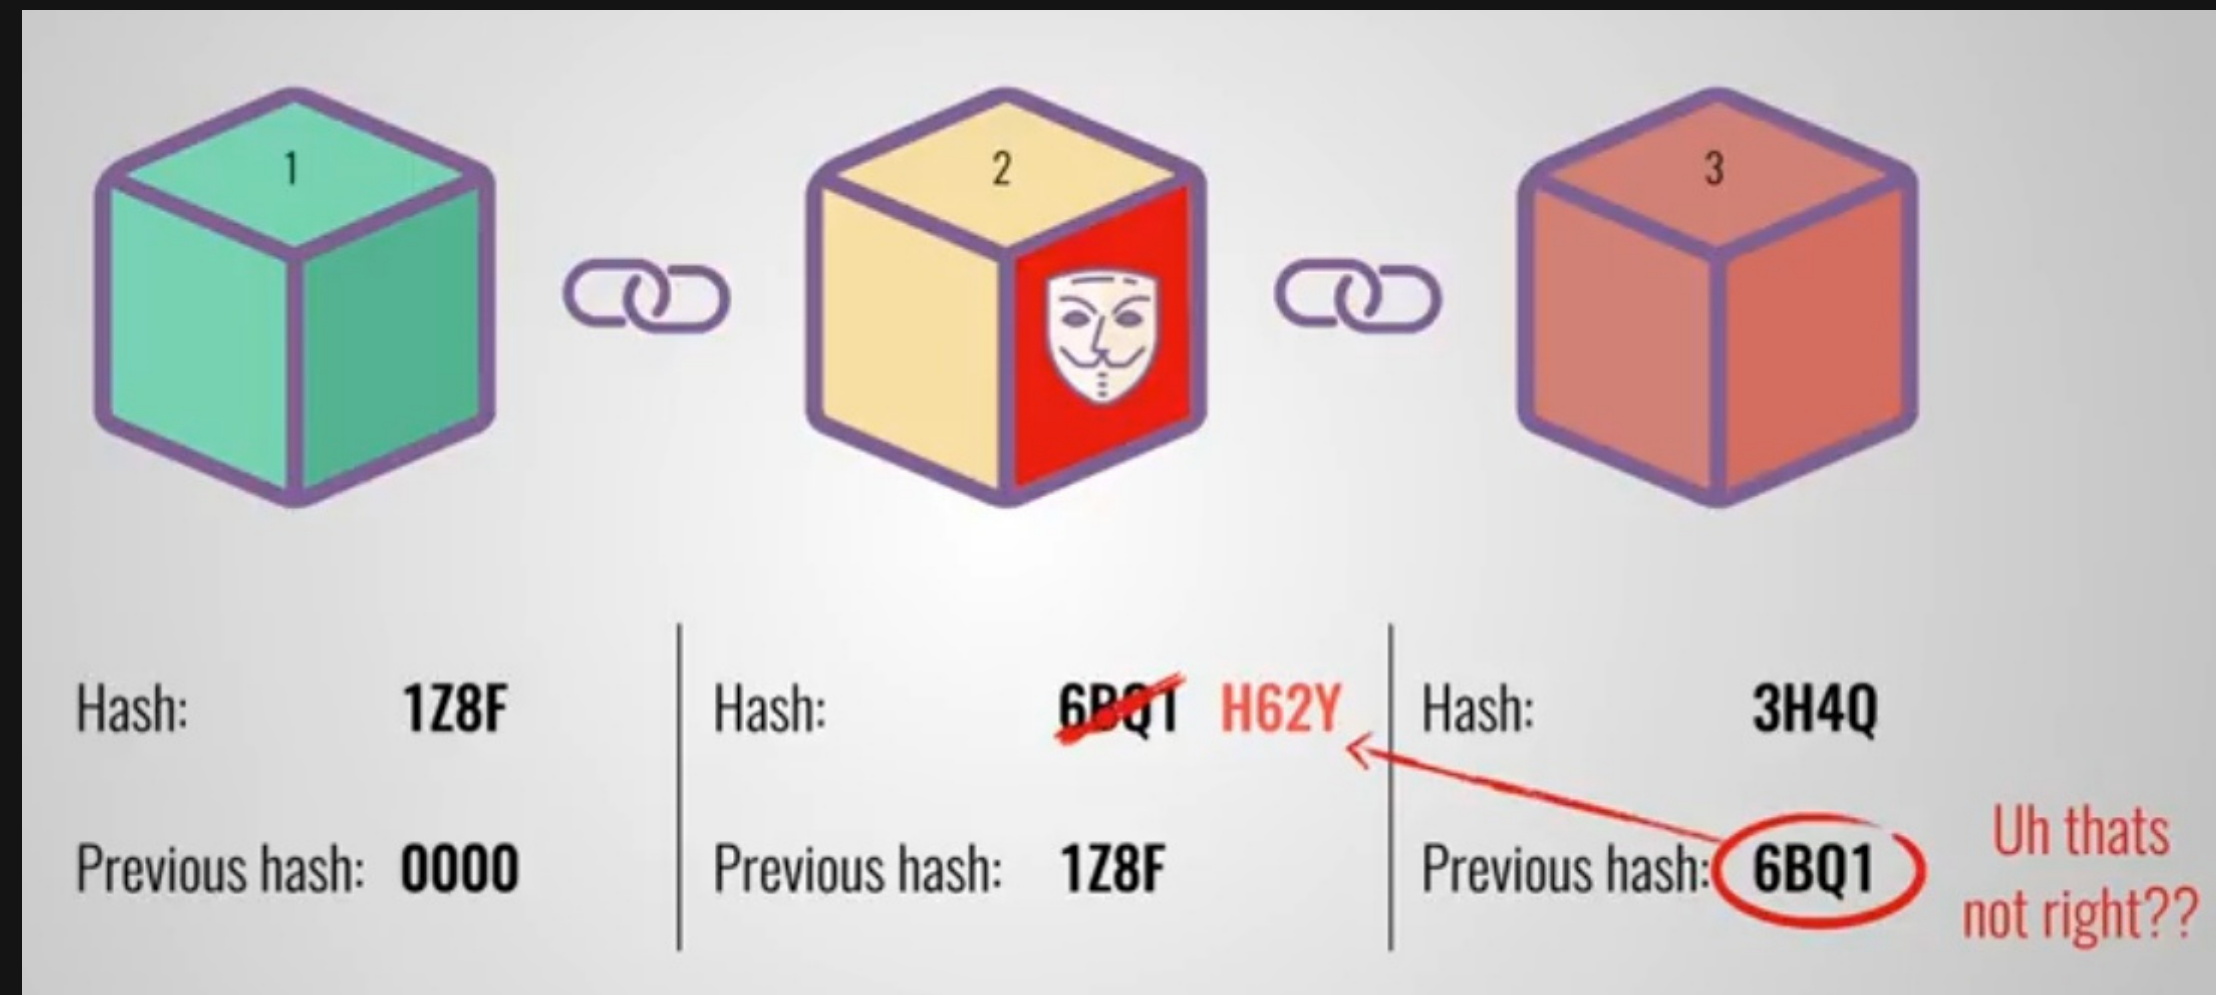 1
2
3
Hash: 1Z8F
Previous hash: 0000
Hash: 6BQ1 H62Y
Previous hash: 1Z8F
Hash: 3H4Q
Previous hash: 6BQ1
Uh thats
not right??